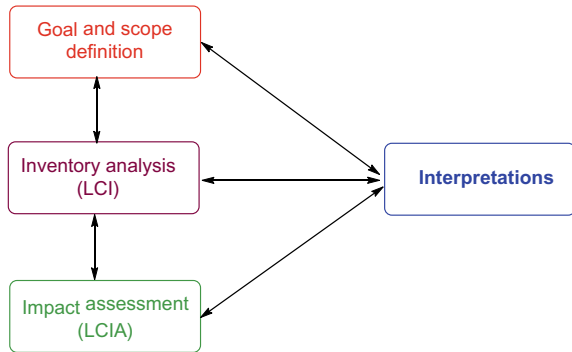 Goal and scope
definition
Inventory analysis
(LCI)
Interpretations
Impact assessment
(LCIA)